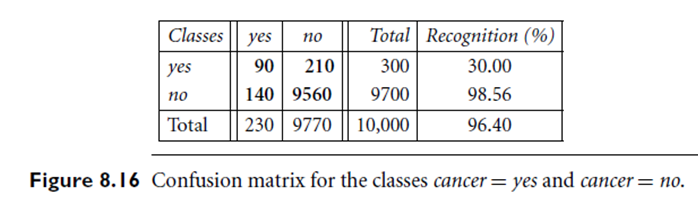 Classes yes no Total Recognition (%)
yes 90 210 300 30.00
no 140 9560 9700 98.56
Total 230 9770 10,000 96.40
Figure 8.16 Confusion matrix for the classes cancer = yes and cancer = no.